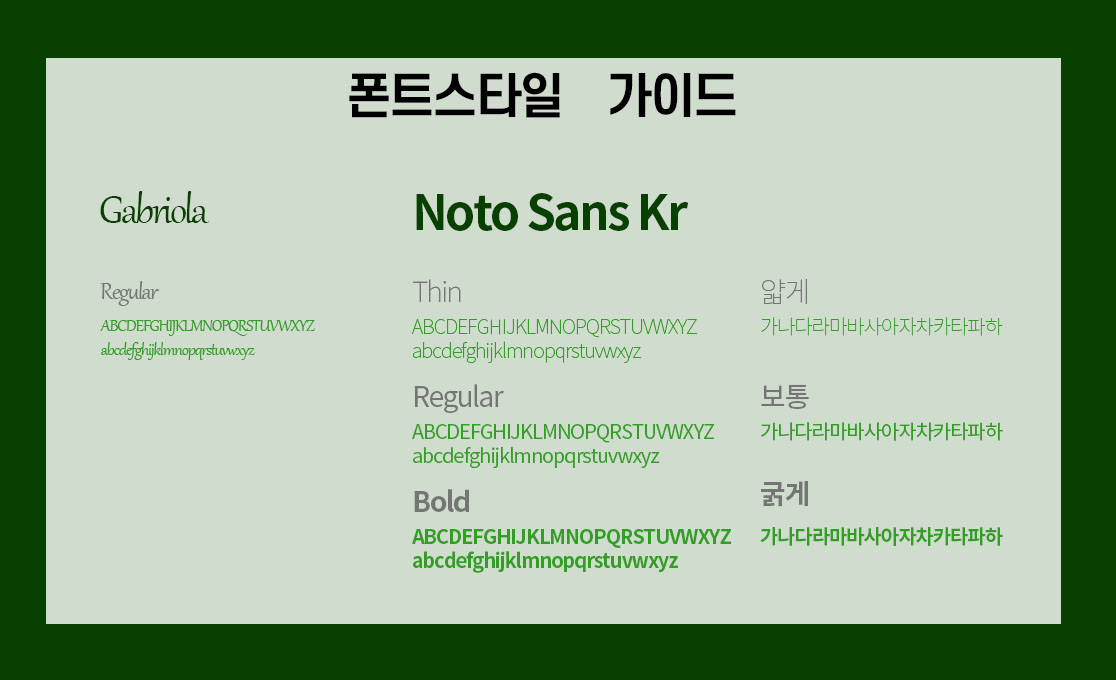 폰트스타일 가이드
Gabriola
Regular
ABCDEFGHIJKLMNOPQRSTUVWXYZ
abcdefghijklmnopqrstuvwxyz
Noto Sans Kr
Thin
ABCDEFGHIJKLMNOPQRSTUVWXYZ
abcdefghijklmnopqrstuvwxyz
Regular
ABCDEFGHIJKLMNOPQRSTUVWXYZ
abcdefghijklmnopqrstuvwxyz
Bold
ABCDEFGHIJKLMNOPQRSTUVWXYZ
abcdefghijklmnopqrstuvwxyz
얇게
가나다라마바사아자차카타파하
보통
가나다라마바사아자차카타파하
굵게
가나다라마바사아자차카타파하